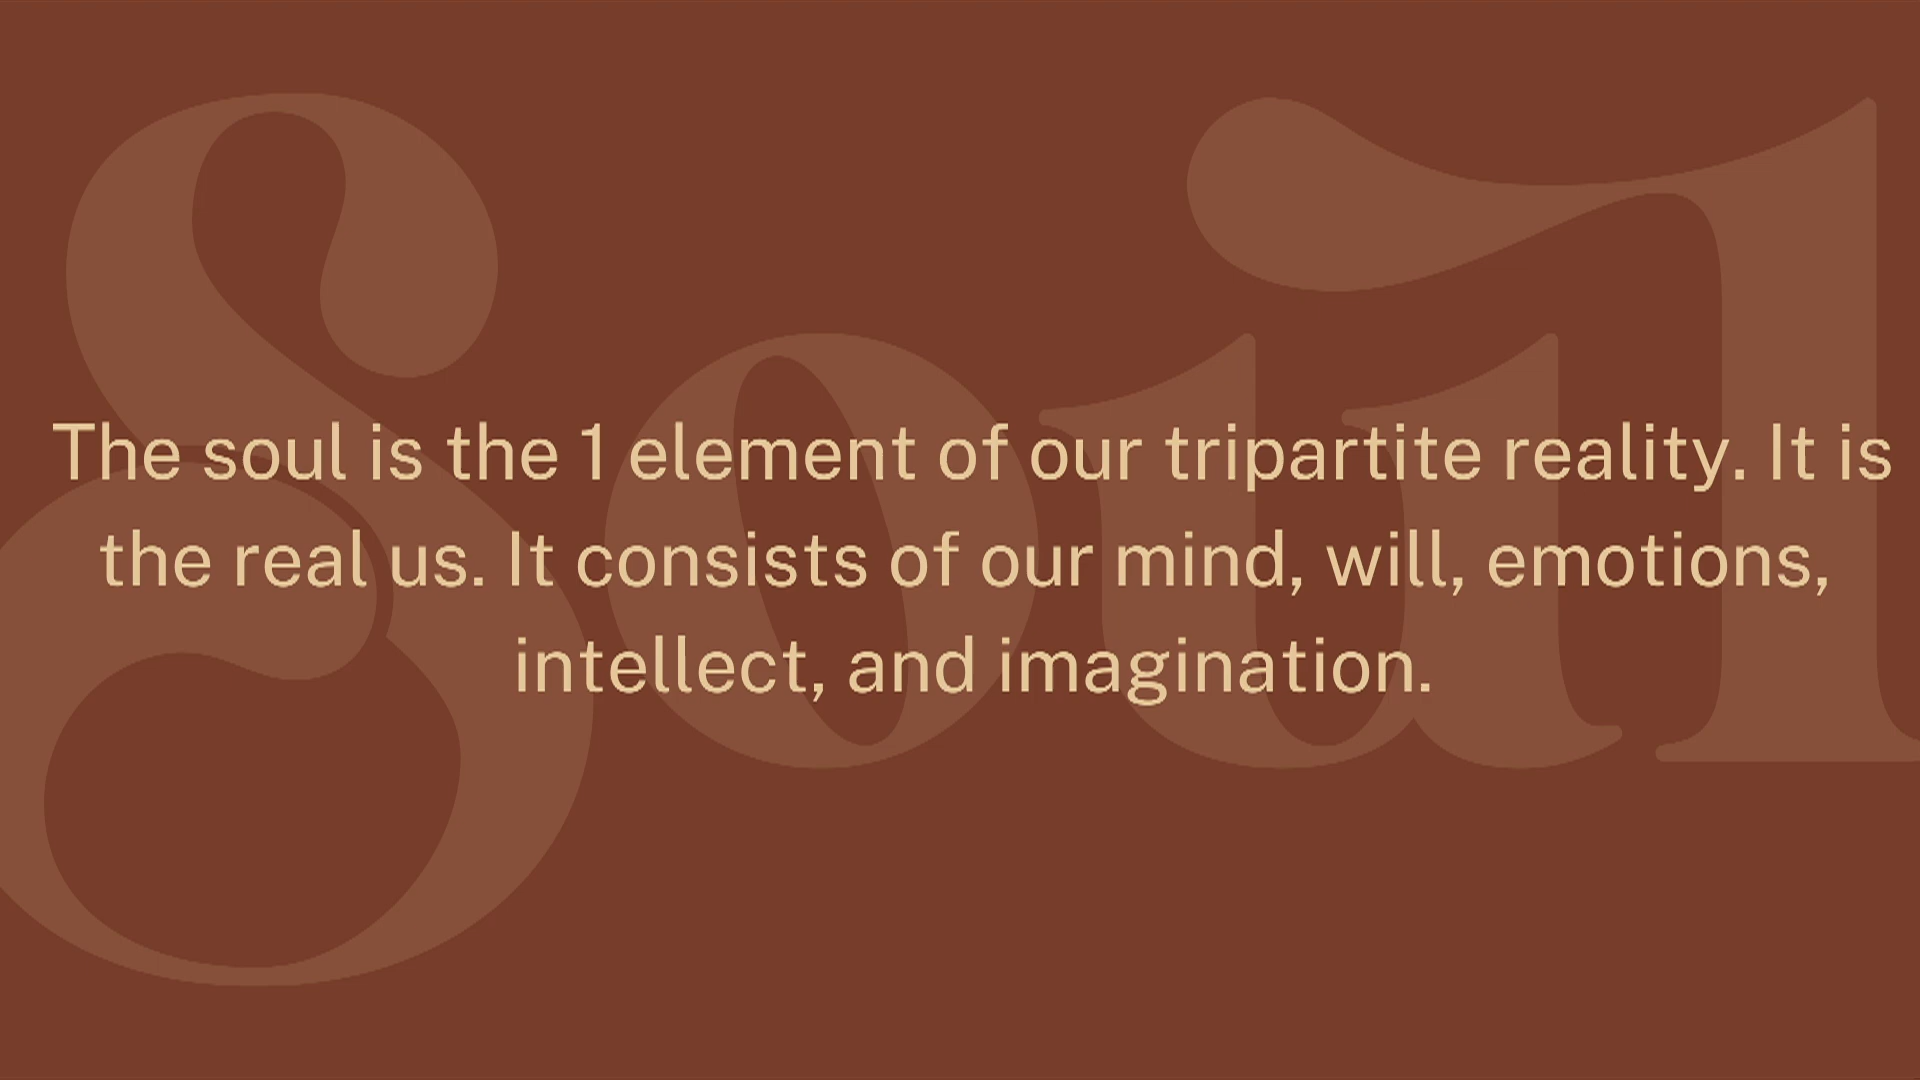 Soul
The soul is the 1 element of our tripartite reality. It is
the real us. It consists of our mind, will, emotions,
intellect, and imagination.